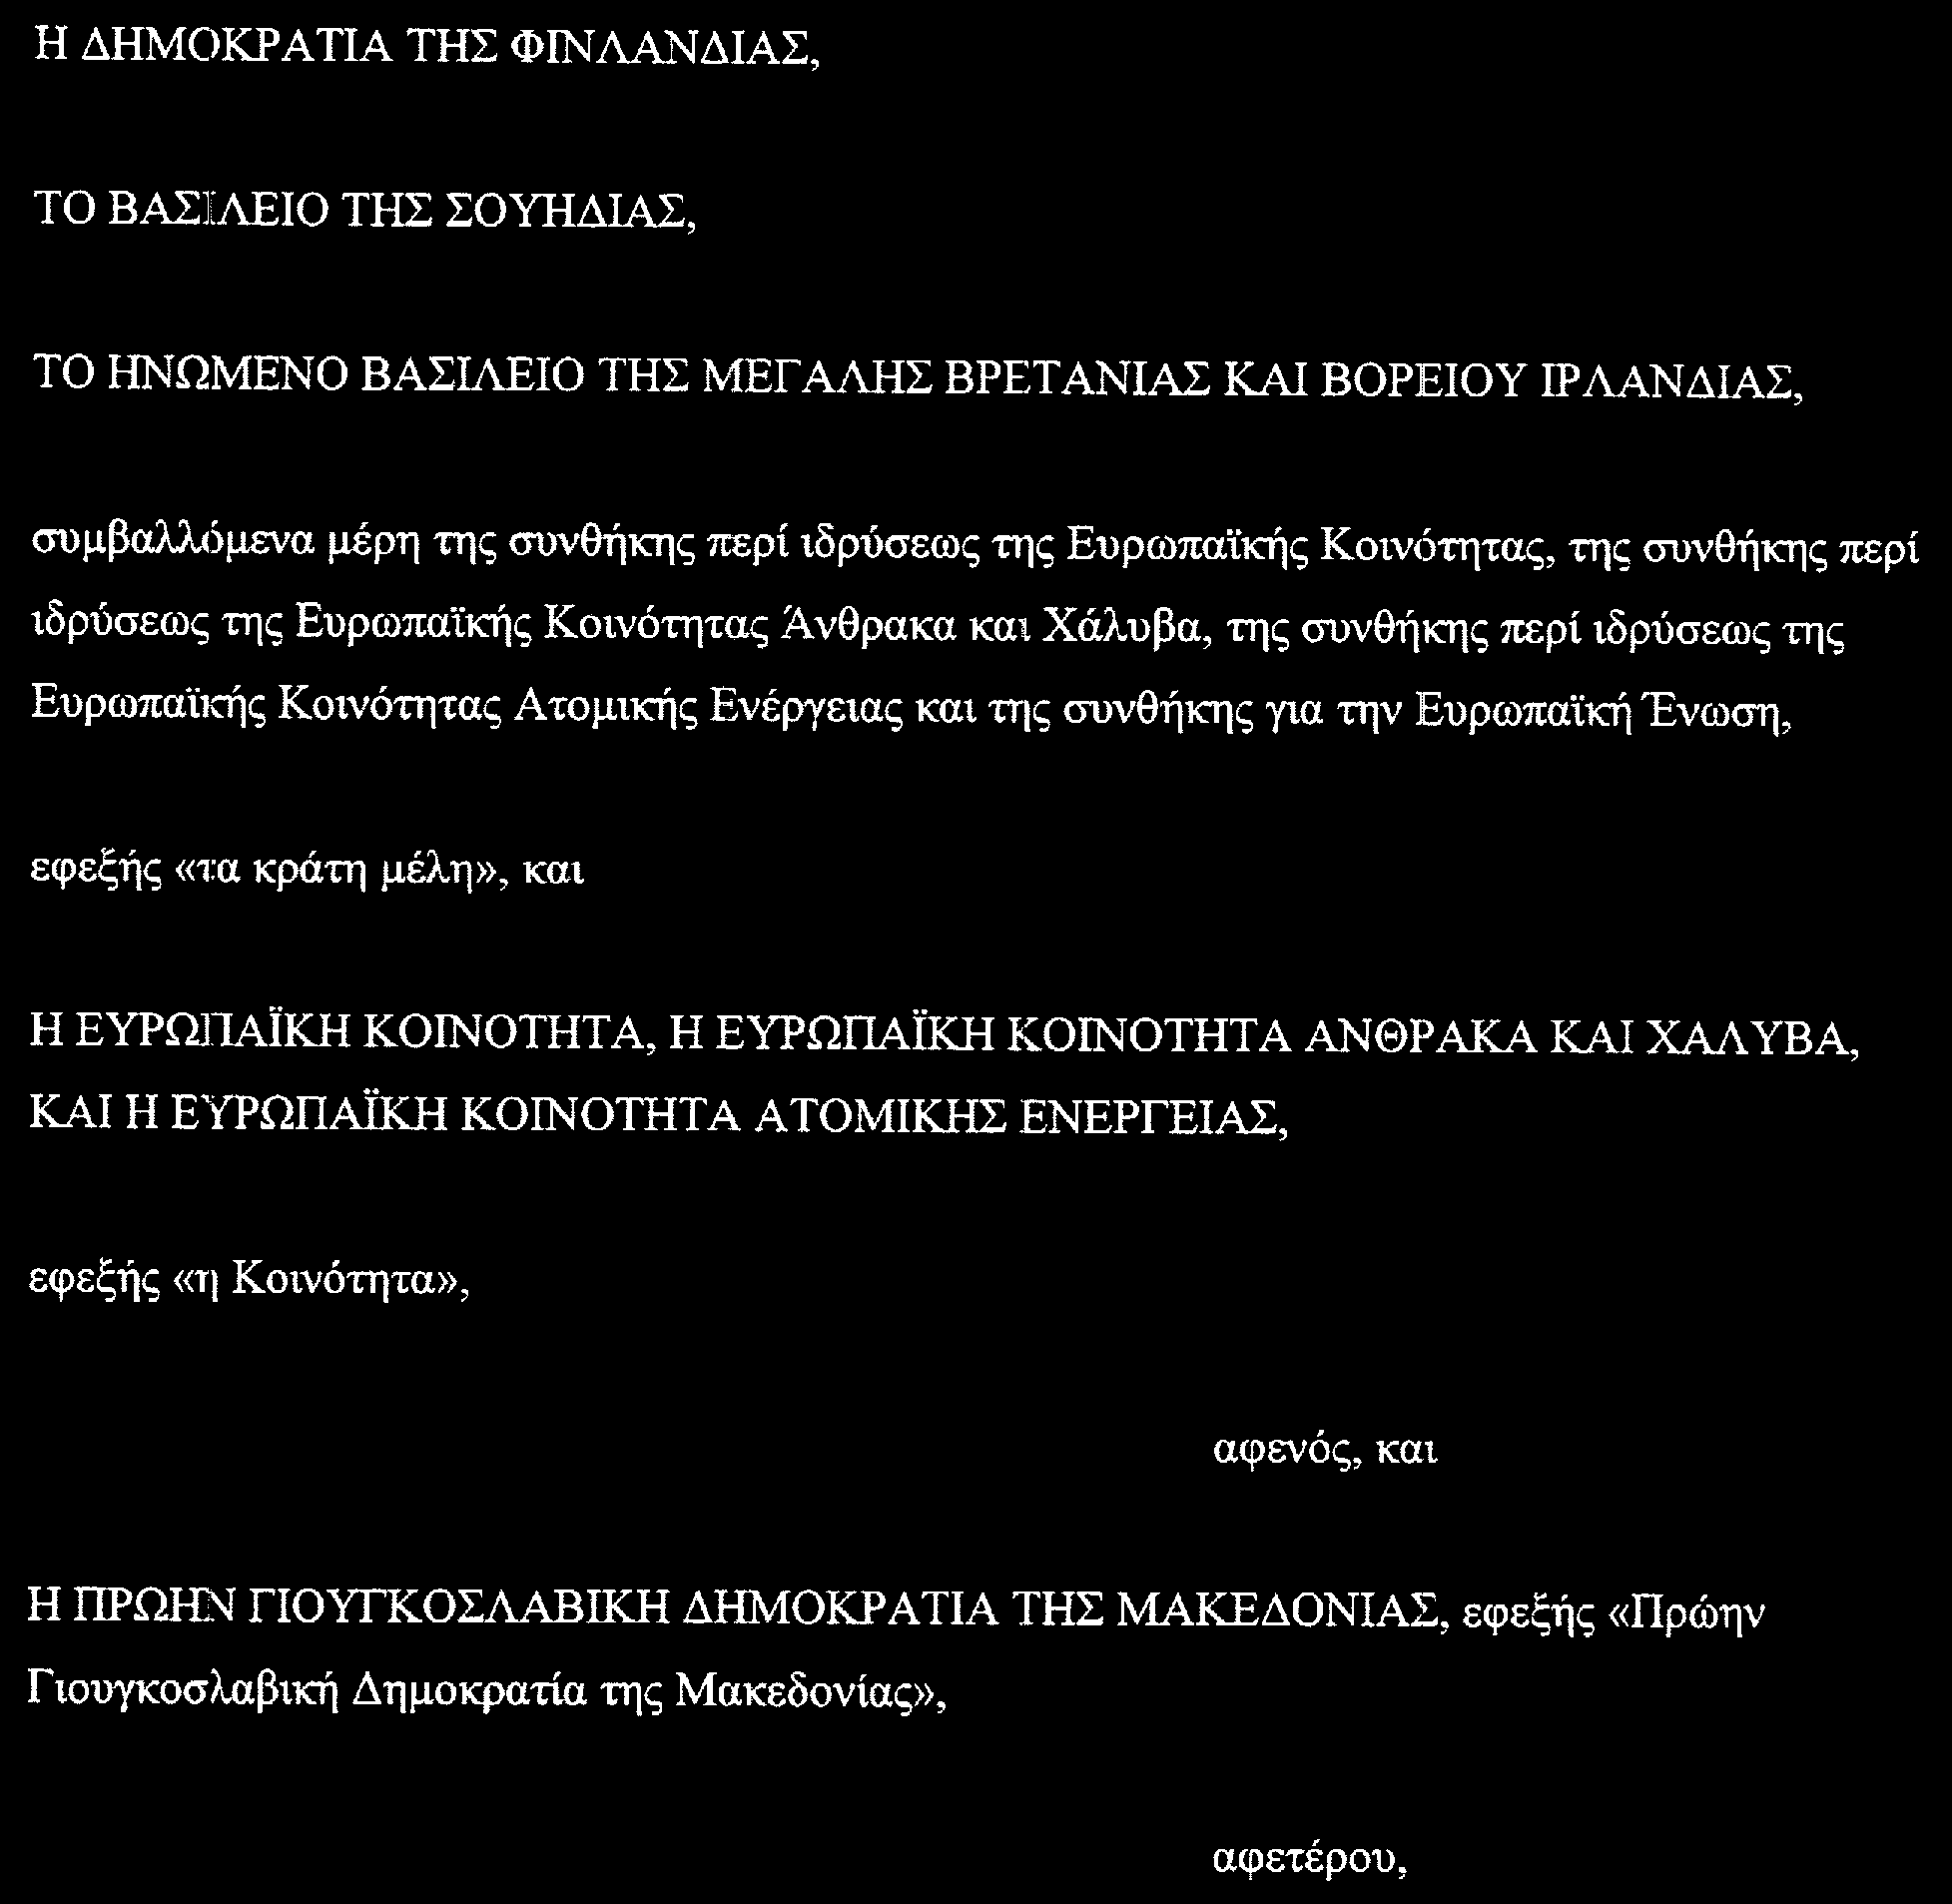 Η ΔΗΜΟΚΡΑΤΙΑ ΤΗΣ ΦΙΝΛΑΝΔΙΑΣ,
ΤΟ ΒΑΣΙΛΕΙΟ ΤΗΣ ΣΟΥΗΔΙΑΣ,
ΤΟ ΗΝΩΜΕΝΟ ΒΑΣΙΛΕΙΟ ΤΗΣ ΜΕΓΑΛΗΣ ΒΡΕΤΑΝΙΑΣ ΚΑΙ ΒΟΡΕΙΟΥ ΙΡΛΑΝΔΙΑΣ,
συμβαλλόμενα μέρη της συνθήκης περί ιδρύσεως της Ευρωπαϊκής Κοινότητας, της συνθήκης περί
ιδρύσεως της Ευρωπαϊκής Κοινότητας Άνθρακα και Χάλυβα, της συνθήκης περί ιδρύσεως της
Ευρωπαϊκής Κοινότητας Ατομικής Ενέργειας και της συνθήκης για την Ευρωπαϊκή Ένωση,
εφεξής «τα κράτη μέλη», και
Η ΕΥΡΩΠΑΪΚΗ ΚΟΙΝΟΤΗΤΑ, Η ΕΥΡΩΠΑΪΚΗ ΚΟΙΝΟΤΗΤΑ ΑΝΘΡΑΚΑ ΚΑΙ ΧΑΛΥΒΑ,
ΚΑΙ Η ΕΥΡΩΠΑΪΚΗ ΚΟΙΝΟΤΗΤΑ ΑΤΟΜΙΚΗΣ ΕΝΕΡΓΕΙΑΣ,
εφεξής «η Κοινότητα»,
αφενός, και
Η ΠΡΩΗΝ ΓΙΟΥΓΚΟΣΛΑΒΙΚΗ ΔΗΜΟΚΡΑΤΙΑ ΤΗΣ ΜΑΚΕΔΟΝΙΑΣ, εφεξής «Πρώην
Γιουγκοσλαβική Δημοκρατία της Μακεδονίας»,
αφετέρου,